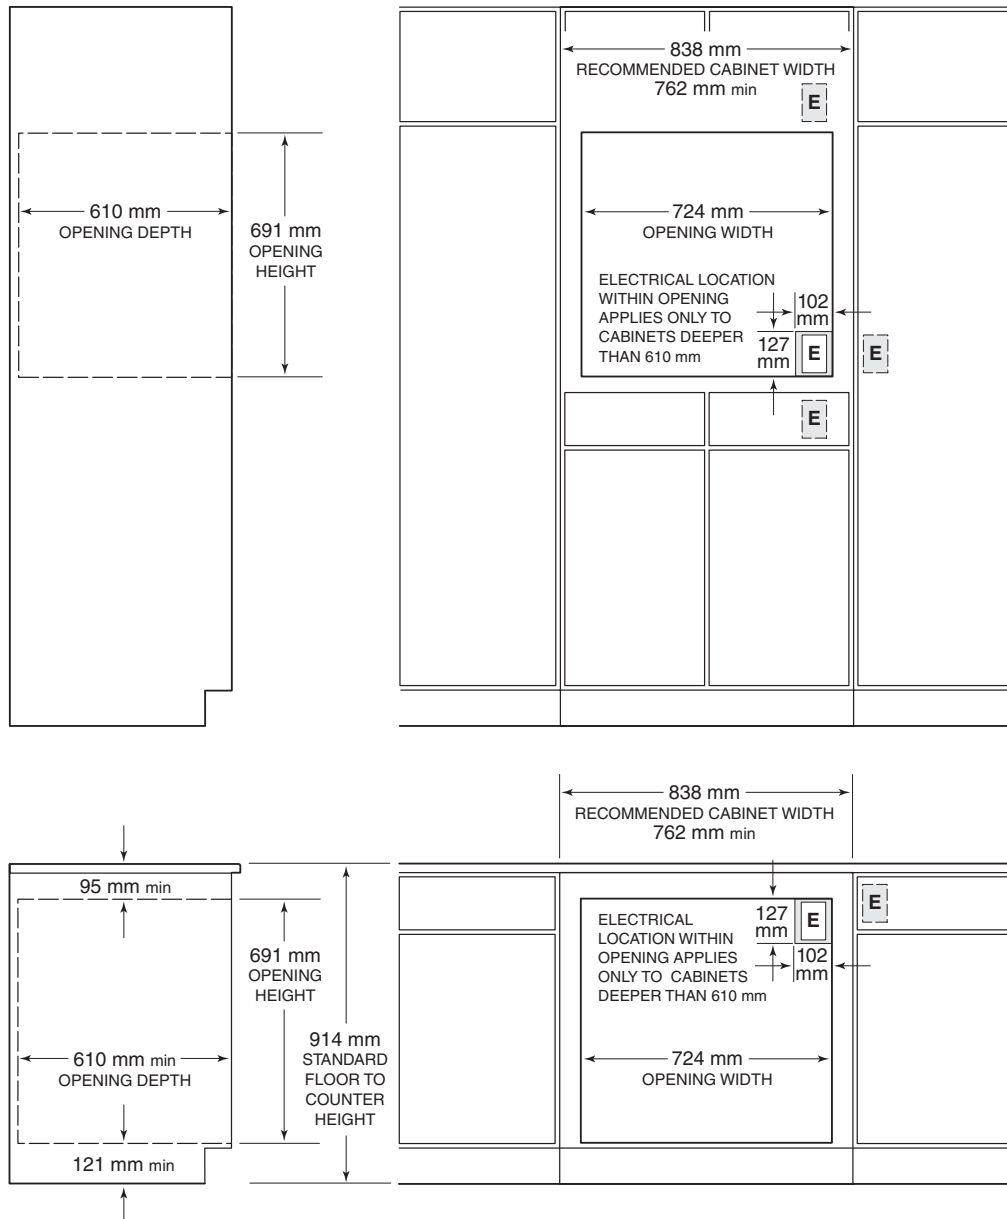 838 mm
RECOMMENDED CABINET WIDTH
762 mm min
E
610 mm
OPENING DEPTH
691 mm
OPENING
HEIGHT
724 mm
OPENING WIDTH
ELECTRICAL LOCATION
WITHIN OPENING
APPLIES ONLY TO
CABINETS DEEPER
THAN 610 mm
102
mm
127
mm
E
E
E
838 mm
RECOMMENDED CABINET WIDTH
762 mm min
95 mm min
691 mm
OPENING
HEIGHT
610 mm min
OPENING DEPTH
121 mm min
914 mm
STANDARD
FLOOR TO
COUNTER
HEIGHT
ELECTRICAL
LOCATION WITHIN
OPENING APPLIES
ONLY TO CABINETS
DEEPER THAN 610 mm
127
mm
E
102
mm
E
724 mm
OPENING WIDTH